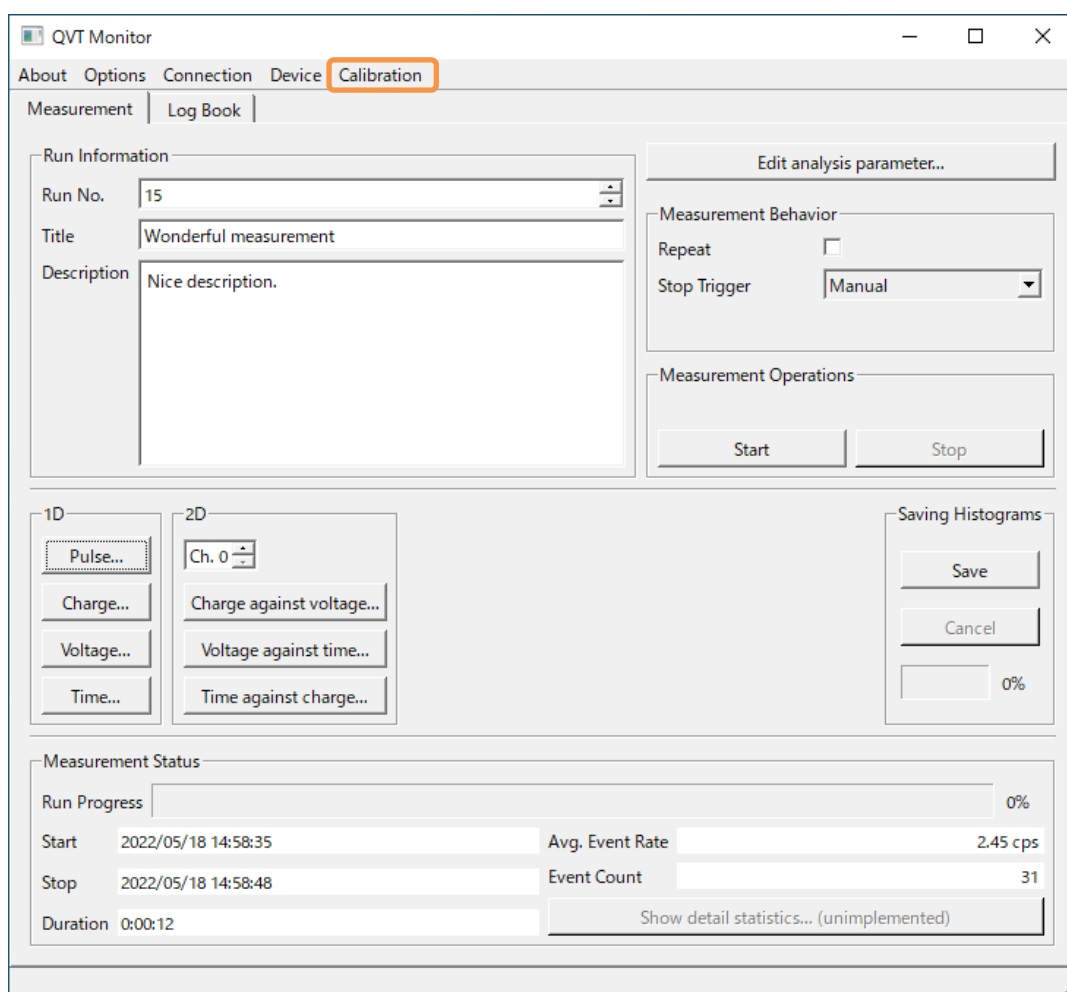 QVT Monitor
About Options Connection Device Calibration
Measurement Log Book
Run Information
Run No. 15
Title Wonderful measurement
Description Nice description.
Edit analysis parameter...
Measurement Behavior
Repeat
Stop Trigger Manual
Measurement Operations
Start Stop
1D
Pulse...
Charge...
Voltage...
Time...
2D
Ch. 0
Charge against voltage...
Voltage against time...
Time against charge...
Saving Histograms
Save
Cancel
0%
Measurement Status
Run Progress 0%
Start 2022/05/18 14:58:35
Stop 2022/05/18 14:58:48
Duration 0:00:12
Avg. Event Rate 2.45 cps
Event Count 31
Show detail statistics... (unimplemented)